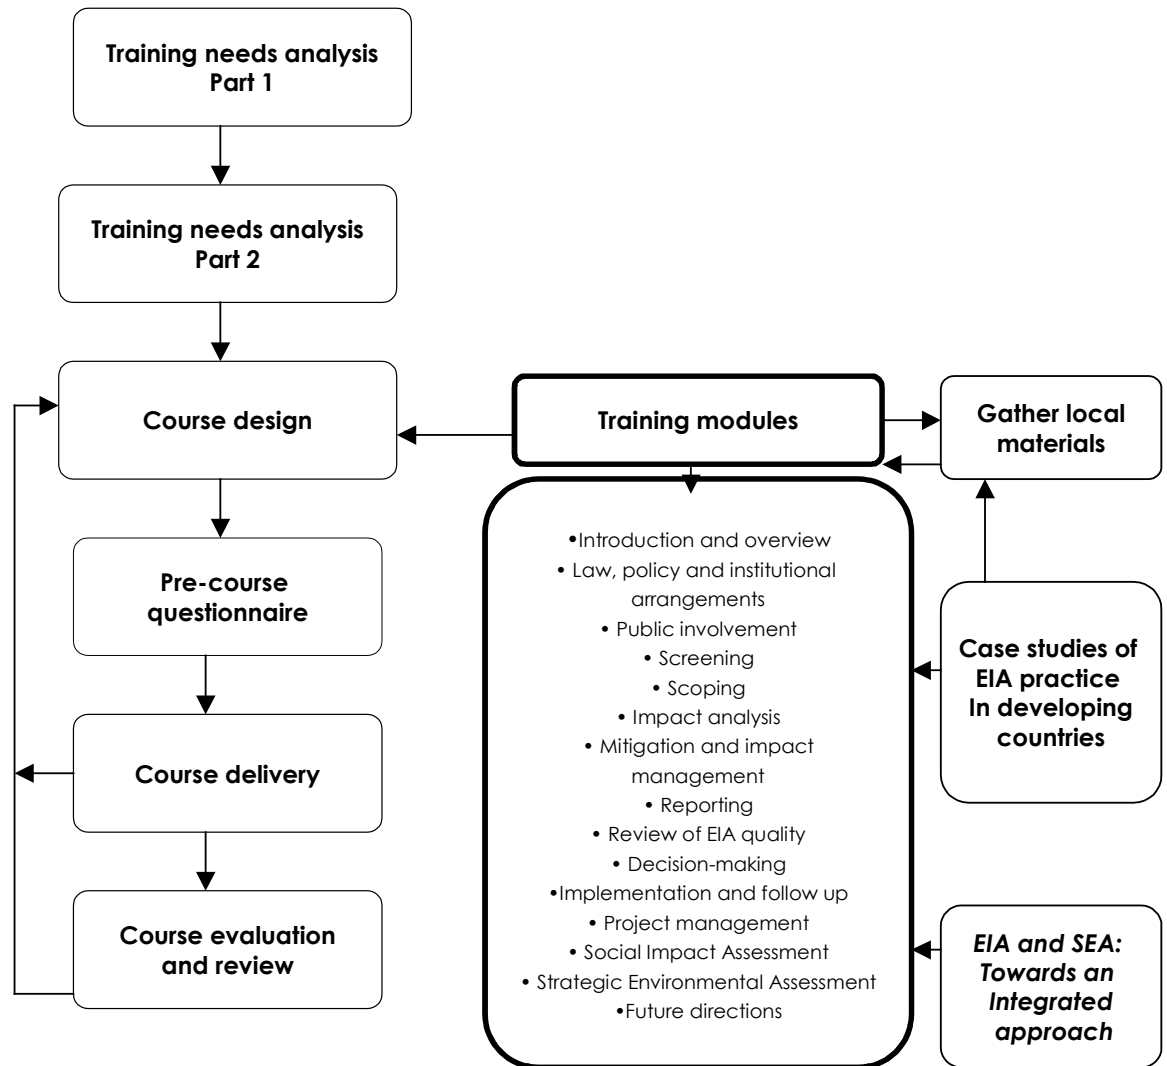 Training needs analysis
Part 1
Training needs analysis
Part 2
Course design
Pre-course
questionnaire
Course delivery
Course evaluation
and review
Training modules
•Introduction and overview
• Law, policy and institutional
arrangements
• Public involvement
• Screening
• Scoping
• Impact analysis
• Mitigation and impact
management
• Reporting
• Review of EIA quality
• Decision-making
•Implementation and follow up
• Project management
• Social Impact Assessment
• Strategic Environmental Assessment
•Future directions
Gather local
materials
Case studies of
EIA practice
In developing
countries
EIA and SEA:
Towards an
Integrated
approach